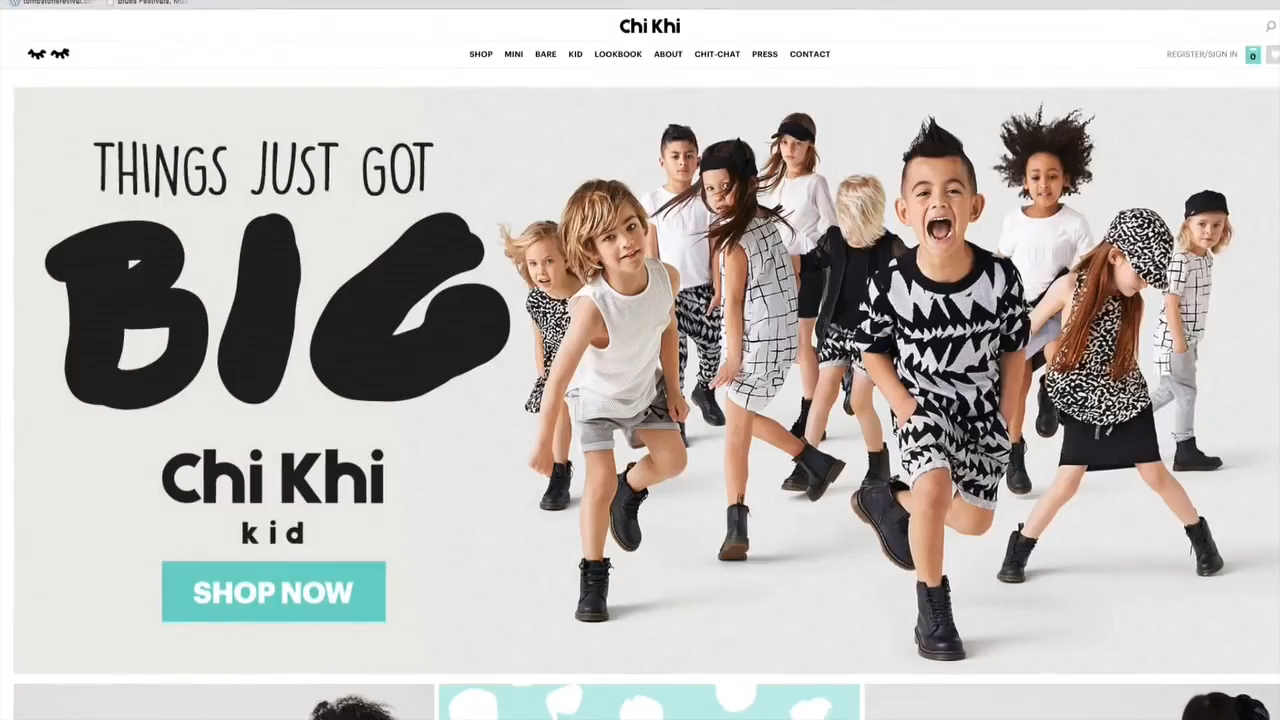 Chi Khi
SHOP MINI BARE KID LOOKBOOK ABOUT CHIT-CHAT PRESS CONTACT
REGISTER/SIGN IN 0
THINGS JUST GOT
BIG
Chi Khi
kid
SHOP NOW